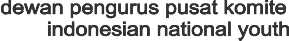 dewan pengurus pusat komite
indonesian national youth